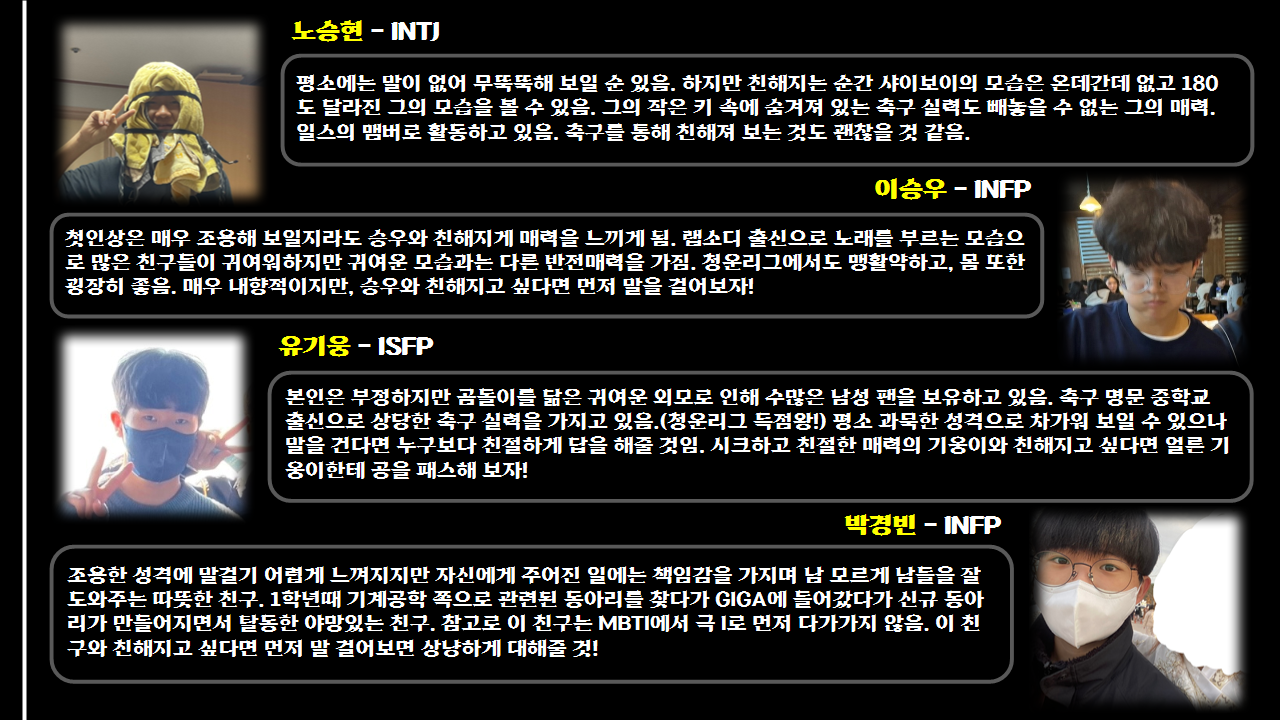 노승현 - INTJ
평소에는 말이 없어 무뚝뚝해 보일 순 있음. 하지만 친해지는 순간 샤이보이의 모습은 온데간데 없고 180
도 달라진 그의 모습을 볼 수 있음. 그의 작은 키 속에 숨겨져 있는 축구 실력도 빼놓을 수 없는 그의 매력.
일스의 맴버로 활동하고 있음. 축구를 통해 친해져 보는 것도 괜찮을 것 같음.
이승우 - INFP
첫인상은 매우 조용해 보일지라도 승우와 친해지게 매력을 느끼게 됨. 랩소디 출신으로 노래를 부르는 모습으
로 많은 친구들이 귀여워하지만 귀여운 모습과는 다른 반전매력을 가짐. 청운리그에서도 맹활약하고, 몸 또한
굉장히 좋음. 매우 내향적이지만, 승우와 친해지고 싶다면 먼저 말을 걸어보자!
유기웅 - ISFP
본인은 부정하지만 곰돌이를 닮은 귀여운 외모로 인해 수많은 남성 팬을 보유하고 있음. 축구 명문 중학교
출신으로 상당한 축구 실력을 가지고 있음.(청운리그 득점왕!) 평소 과묵한 성격으로 차가워 보일 수 있으나
말을 건다면 누구보다 친절하게 답을 해줄 것임. 시크하고 친절한 매력의 기웅이와 친해지고 싶다면 얼른 기
웅이한테 공을 패스해 보자!
박경빈 - INFP
조용한 성격에 말걸기 어렵게 느껴지지만 자신에게 주어진 일에는 책임감을 가지며 남 모르게 남들을 잘
도와주는 따뜻한 친구. 1학년때 기계공학 쪽으로 관련된 동아리를 찾다가 GIGA에 들어갔다가 신규 동아
리가 만들어지면서 탈동한 야망있는 친구. 참고로 이 친구는 MBTI에서 극 I로 먼저 다가가지 않음. 이 친
구와 친해지고 싶다면 먼저 말 걸어보면 상냥하게 대해줄 것!